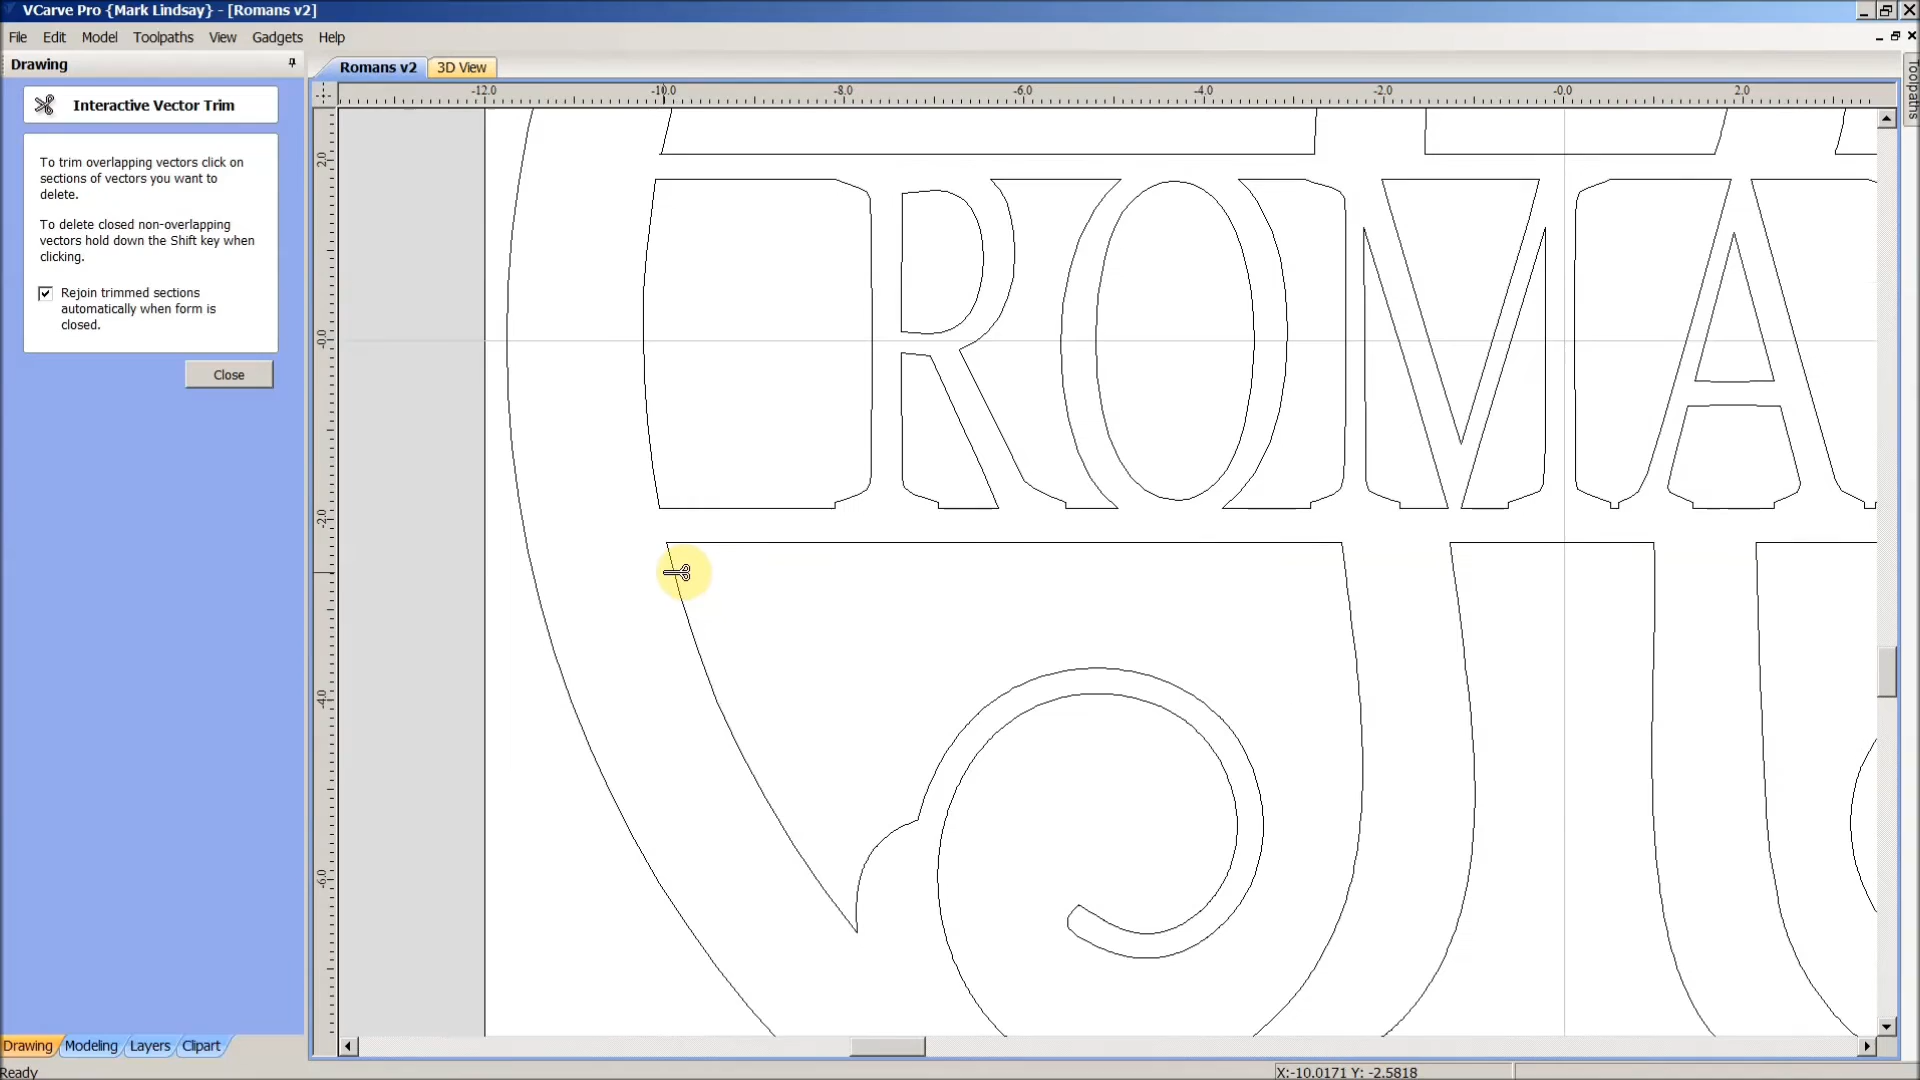 VCarve Pro {Mark Lindsay} - [Romans v2]
File Edit Model Toolpaths View Gadgets Help
Drawing
Romans v2 3D View
Toolpaths
Interactive Vector Trim
-12.0 -10.0 -8.0 -6.0 -4.0 -2.0 -0.0 2.0
To trim overlapping vectors click on
sections of vectors you want to
delete.
To delete closed non-overlapping
vectors hold down the Shift key when
clicking.
Rejoin trimmed sections
automatically when form is
closed.
Close
2.0
-0.0
-2.0
-4.0
-6.0
ROMA
Drawing Modeling Layers Clipart
Ready
X:-10.0171 Y: -2.5818